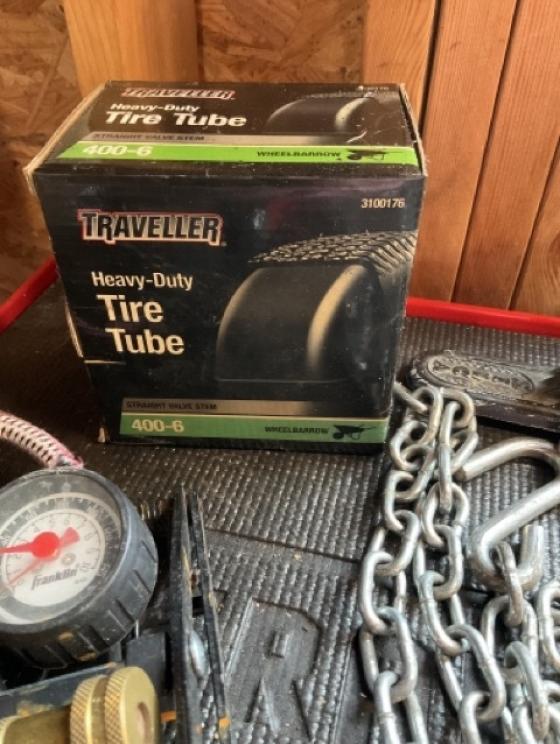 TRAVELLER
Heavy-Duty
Tire Tube
STRAIGHT VALVE STEM
400-6 WHEELBARROW
3100176
TRAVELLER
Heavy-Duty
Tire
Tube
STRAIGHT VALVE STEM
400-6 WHEELBARROW
Franklin